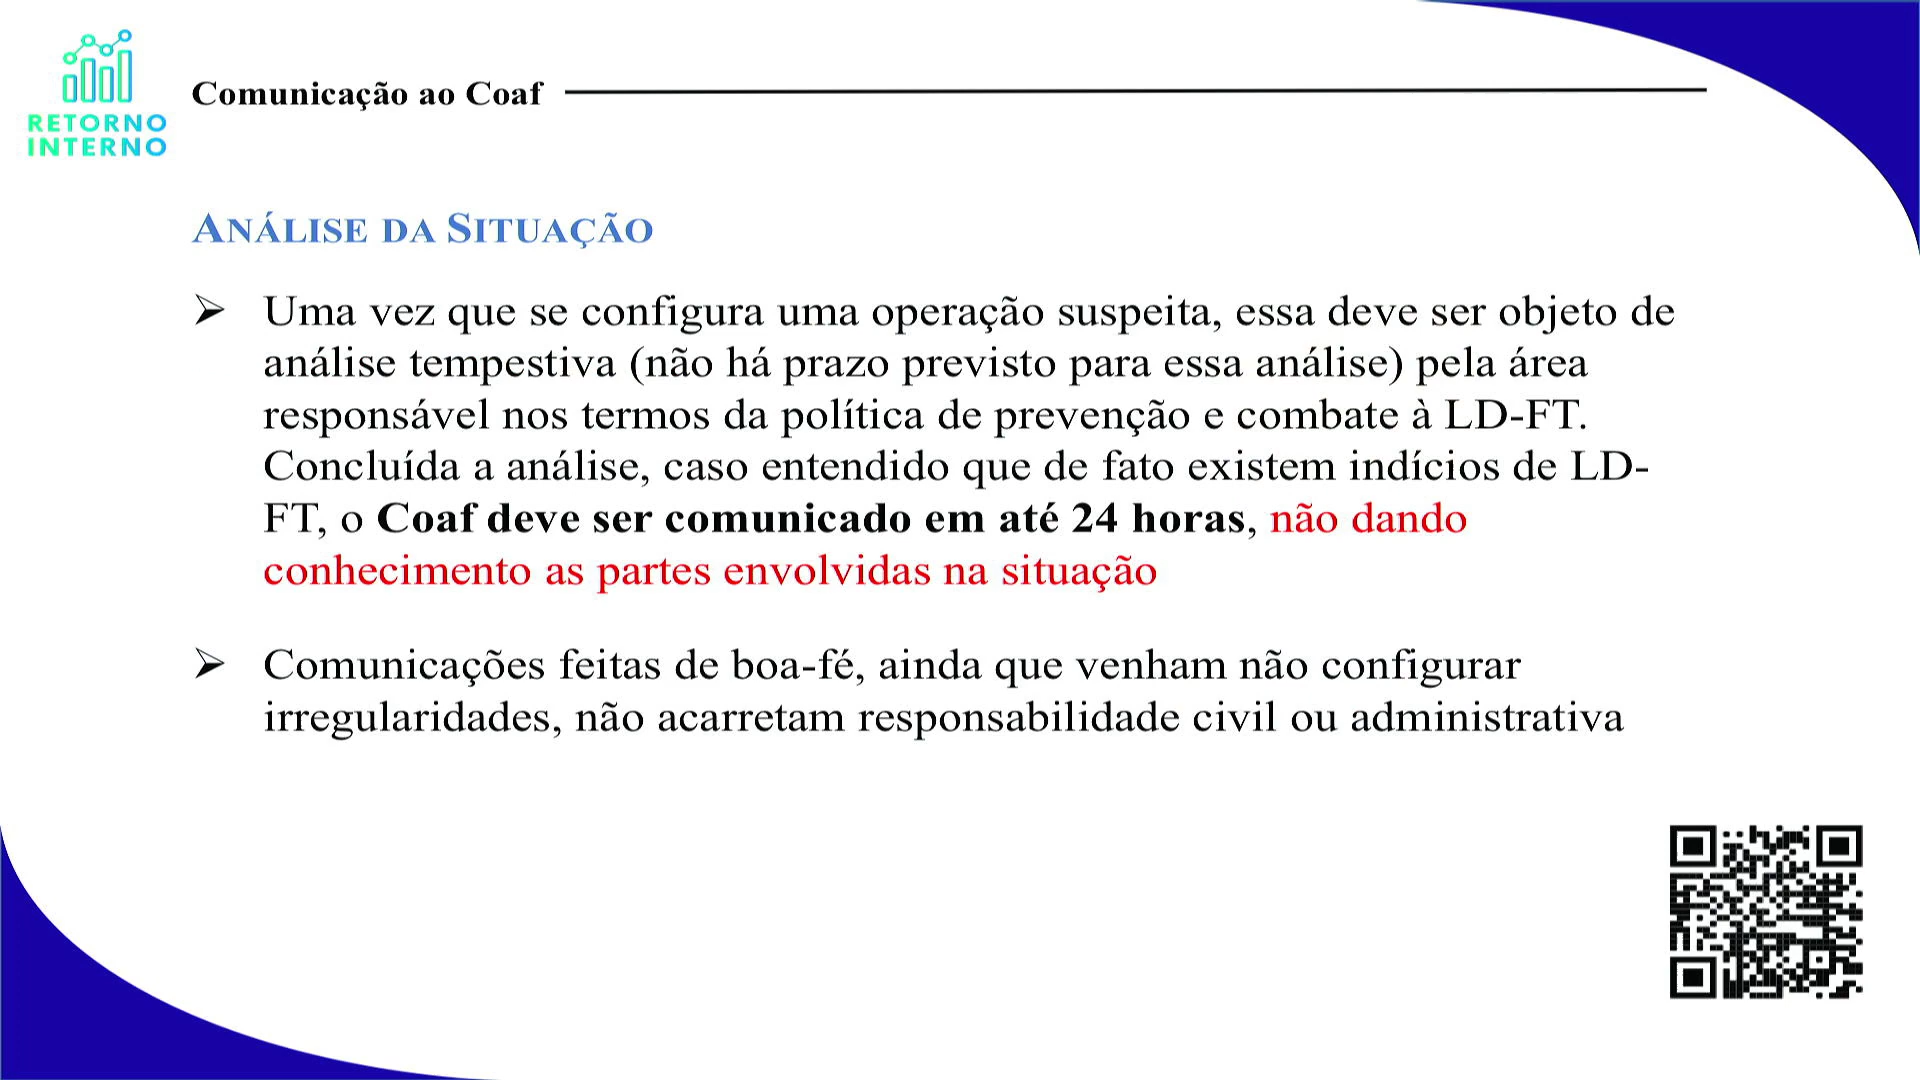 RETORNO
INTERNO
Comunicação ao Coaf
ANÁLISE DA SITUAÇÃO
➢ Uma vez que se configura uma operação suspeita, essa deve ser objeto de
análise tempestiva (não há prazo previsto para essa análise) pela área
responsável nos termos da política de prevenção e combate à LD-FT.
Concluída a análise, caso entendido que de fato existem indícios de LD-
FT, o Coaf deve ser comunicado em até 24 horas, não dando
conhecimento as partes envolvidas na situação
➢ Comunicações feitas de boa-fé, ainda que venham não configurar
irregularidades, não acarretam responsabilidade civil ou administrativa